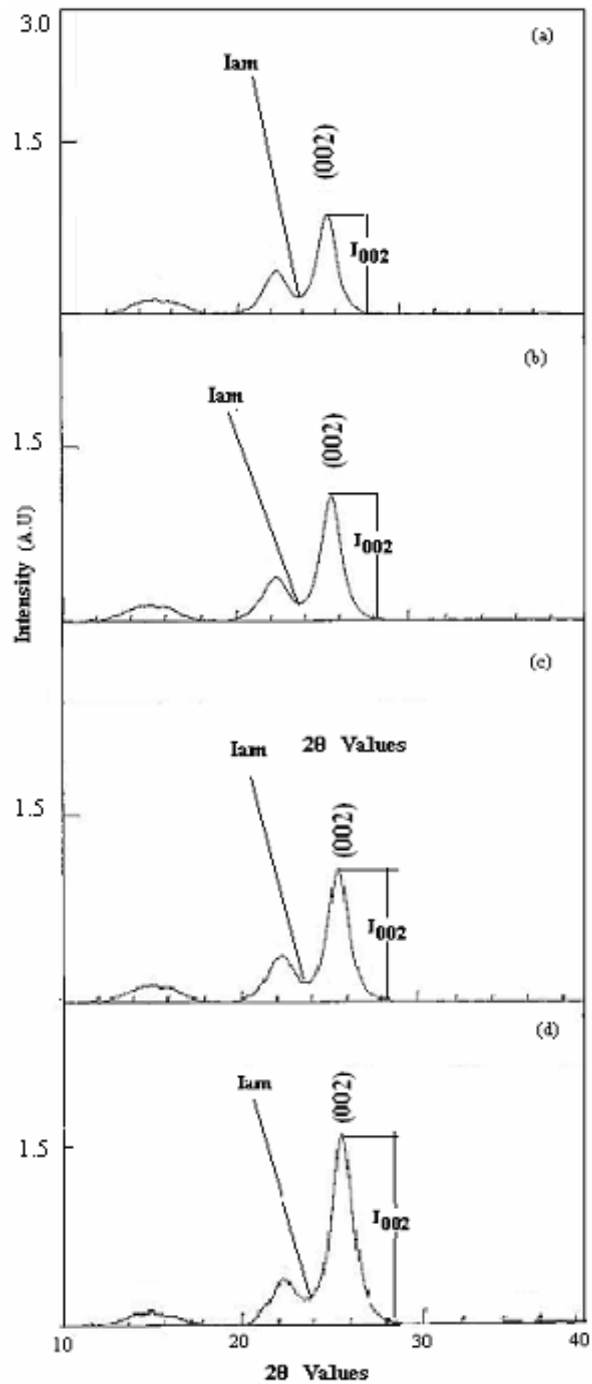 3.0
(a)
Iam
1.5
(002)
I002
(b)
Iam
1.5
(002)
I002
Intensity (A.U)
(c)
Iam
2θ Values
1.5
(002)
I002
(d)
Iam
(002)
1.5
I002
10 20 30 40
2θ Values